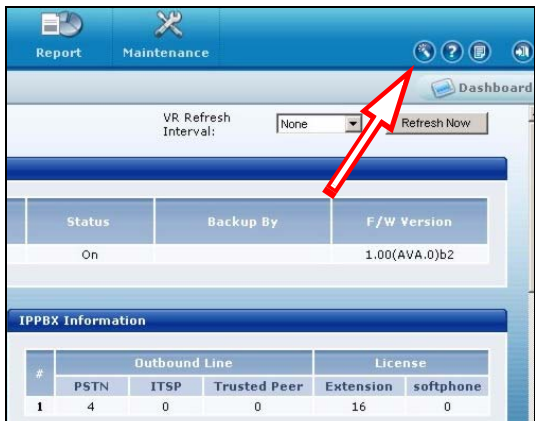 Report Maintenance
Dashboard
VR Refresh
Interval:
None
Refresh Now
Status Backup By F/W Version
On 1.00(AVA.0)b2
IPPBX Information
# Outbound Line License
PSTN ITSP Trusted Peer Extension softphone
1 4 0 0 16 0